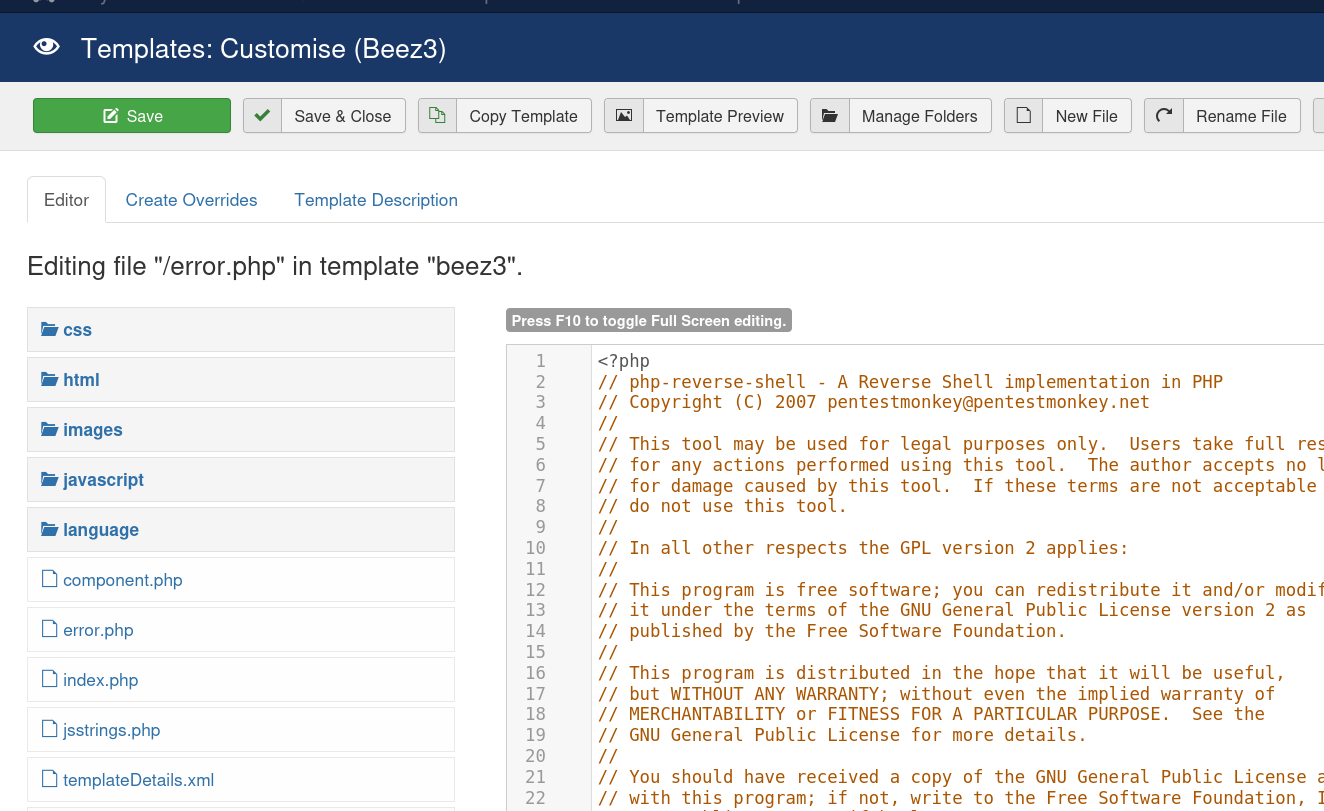 Templates: Customise (Beez3)
Save
Save & Close
Copy Template
Template Preview
Manage Folders
New File
Rename File
Editor
Create Overrides
Template Description
Editing file "/error.php" in template "beez3".
css
html
images
javascript
language
component.php
error.php
index.php
jsstrings.php
templateDetails.xml
Press F10 to toggle Full Screen editing.
1 <?php
2 // php-reverse-shell - A Reverse Shell implementation in PHP
3 // Copyright (C) 2007 pentestmonkey@pentestmonkey.net
4 //
5 // This tool may be used for legal purposes only.  Users take full res
6 // for any actions performed using this tool.  The author accepts no l
7 // for damage caused by this tool.  If these terms are not acceptable
8 // do not use this tool.
9 //
10 // In all other respects the GPL version 2 applies:
11 //
12 // This program is free software; you can redistribute it and/or modif
13 // it under the terms of the GNU General Public License version 2 as
14 // published by the Free Software Foundation.
15 //
16 // This program is distributed in the hope that it will be useful,
17 // but WITHOUT ANY WARRANTY; without even the implied warranty of
18 // MERCHANTABILITY or FITNESS FOR A PARTICULAR PURPOSE.  See the
19 // GNU General Public License for more details.
20 //
21 // You should have received a copy of the GNU General Public License a
22 // with this program; if not, write to the Free Software Foundation, I